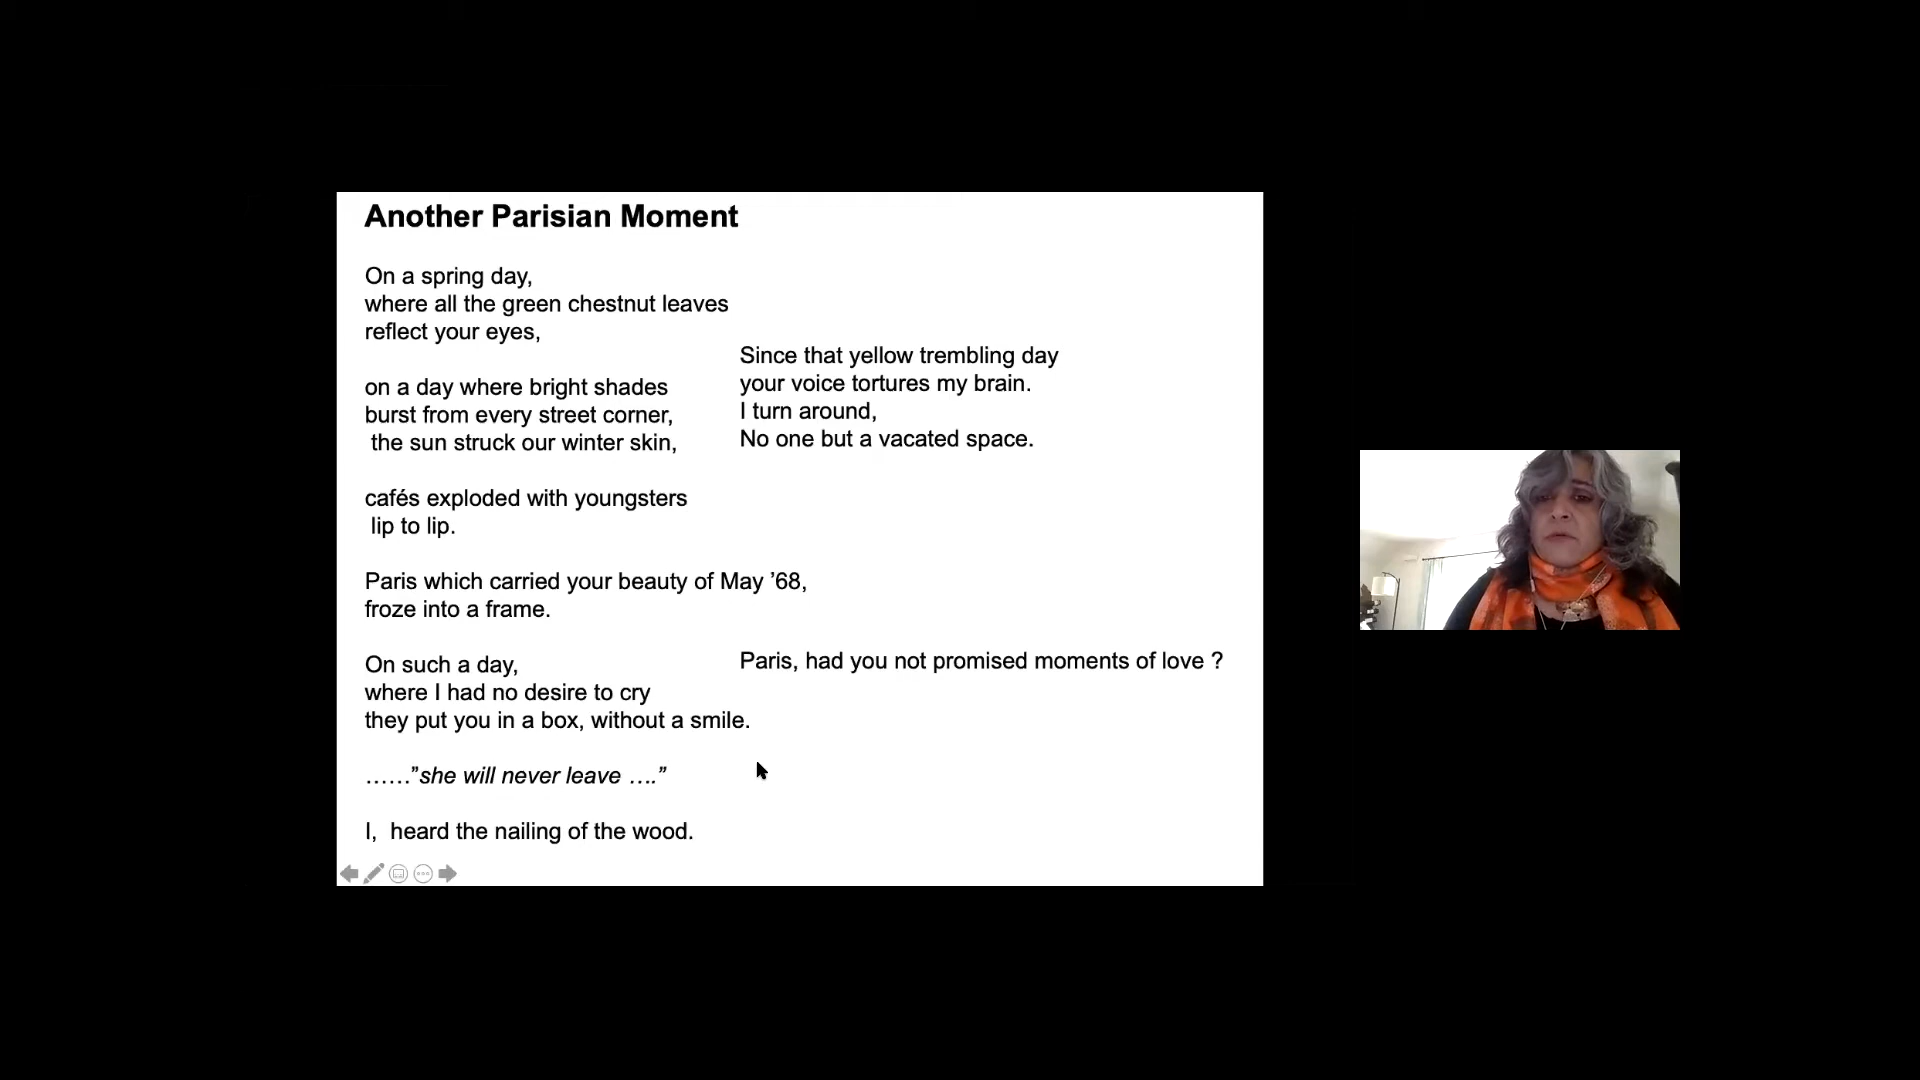 Another Parisian Moment
On a spring day,
where all the green chestnut leaves
reflect your eyes,
on a day where bright shades
burst from every street corner,
the sun struck our winter skin,
cafés exploded with youngsters
lip to lip.
Paris which carried your beauty of May ’68,
froze into a frame.
On such a day,
where I had no desire to cry
they put you in a box, without a smile.
……”she will never leave ….”
I,  heard the nailing of the wood.
Since that yellow trembling day
your voice tortures my brain.
I turn around,
No one but a vacated space.
Paris, had you not promised moments of love ?